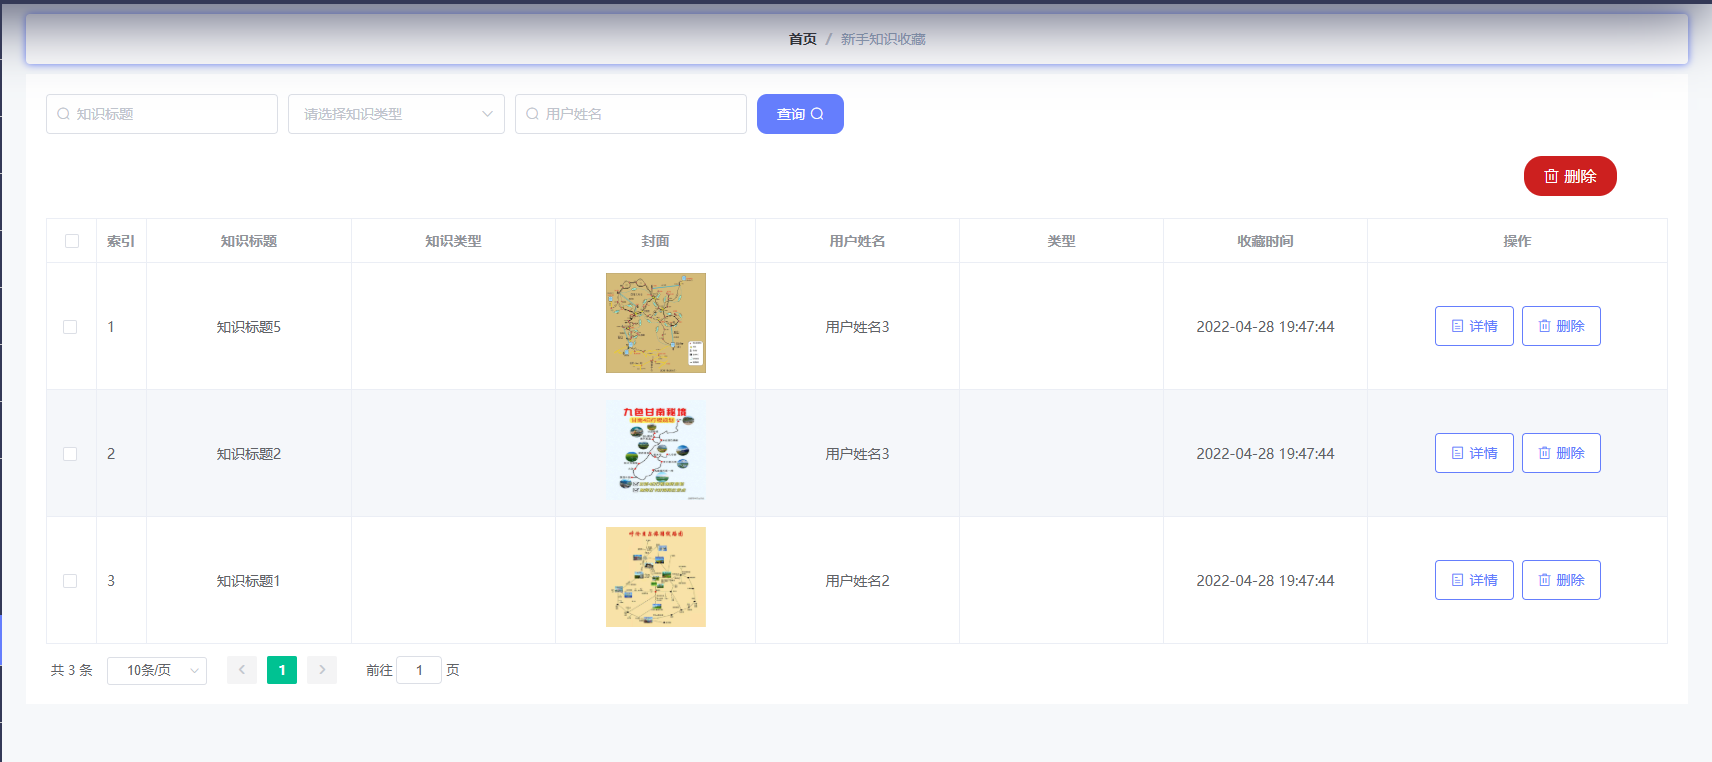 首页 / 新手知识收藏
知识标题 请选择知识类型 用户姓名 查询
删除
索引 知识标题 知识类型 封面 用户姓名 类型 收藏时间 操作
1 知识标题5 用户姓名3 2022-04-28 19:47:44 详情 删除
九色甘南秘境
2 知识标题2 用户姓名3 2022-04-28 19:47:44 详情 删除
3 知识标题1 用户姓名2 2022-04-28 19:47:44 详情 删除
共 3 条 10条/页 1 前往 1 页